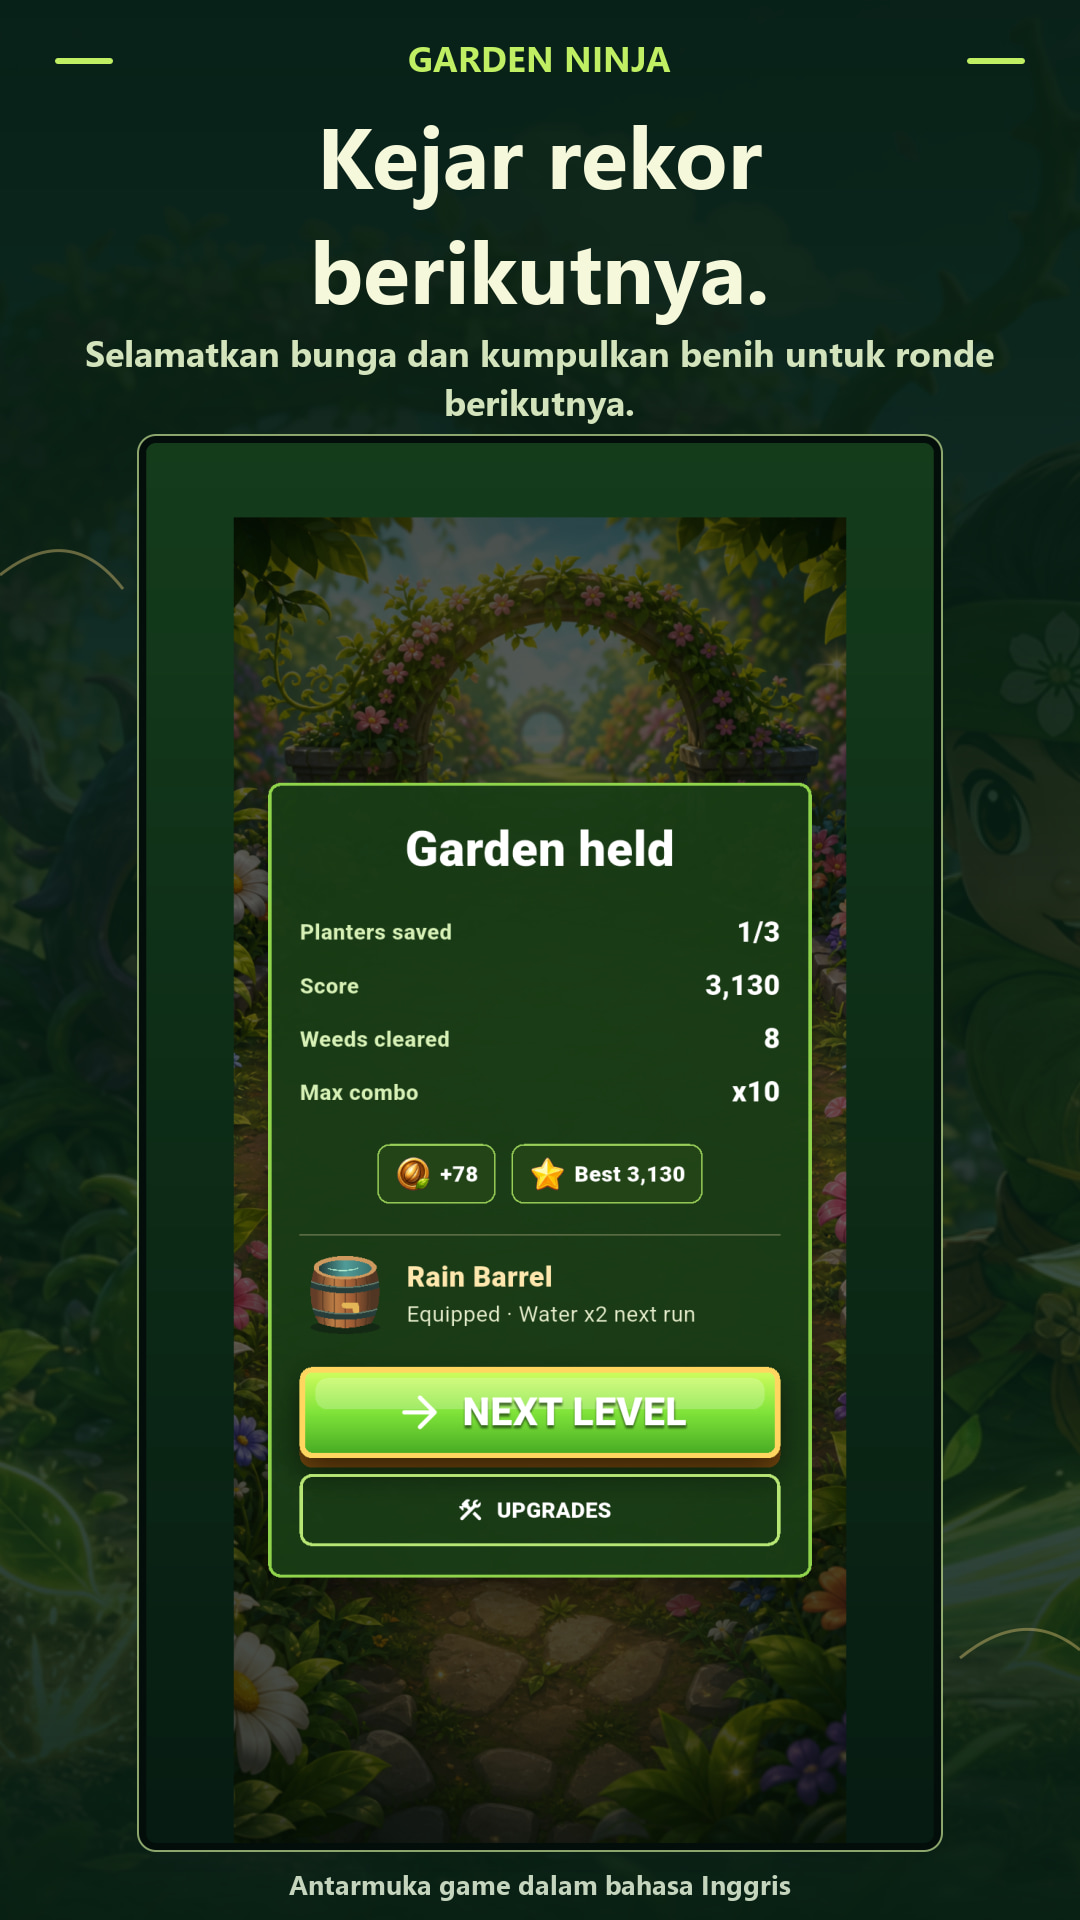 GARDEN NINJA
Kejar rekor
berikutnya.
Selamatkan bunga dan kumpulkan benih untuk ronde
berikutnya.
Garden held
Planters saved 1/3
Score 3,130
Weeds cleared 8
Max combo x10
+78 Best 3,130
Rain Barrel
Equipped · Water x2 next run
NEXT LEVEL
UPGRADES
Antarmuka game dalam bahasa Inggris